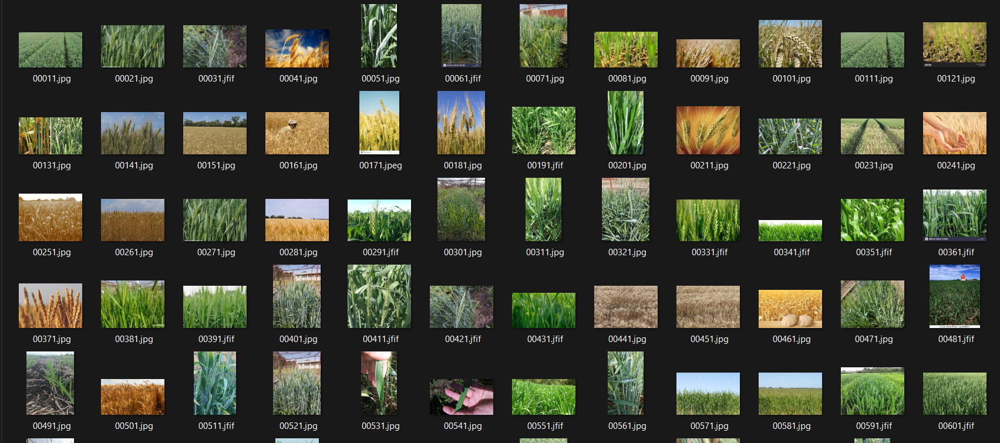 00011.jpg 00021.jpg 00031.jfif 00041.jpg 00051.jpg 00061.jfif 00071.jpg 00081.jpg 00091.jpg 00101.jpg 00111.jpg 00121.jpg
00131.jpg 00141.jpg 00151.jpg 00161.jpg 00171.jpeg 00181.jpg 00191.jfif 00201.jpg 00211.jpg 00221.jpg 00231.jpg 00241.jpg
00251.jpg 00261.jpg 00271.jpg 00281.jpg 00291.jfif 00301.jpg 00311.jpg 00321.jpg 00331.jfif 00341.jfif 00351.jfif 00361.jfif
00371.jpg 00381.jpg 00391.jfif 00401.jpg 00411.jfif 00421.jfif 00431.jfif 00441.jpg 00451.jpg 00461.jpg 00471.jpg 00481.jfif
00491.jpg 00501.jpg 00511.jfif 00521.jpg 00531.jpg 00541.jpg 00551.jfif 00561.jpg 00571.jpg 00581.jpg 00591.jfif 00601.jfif